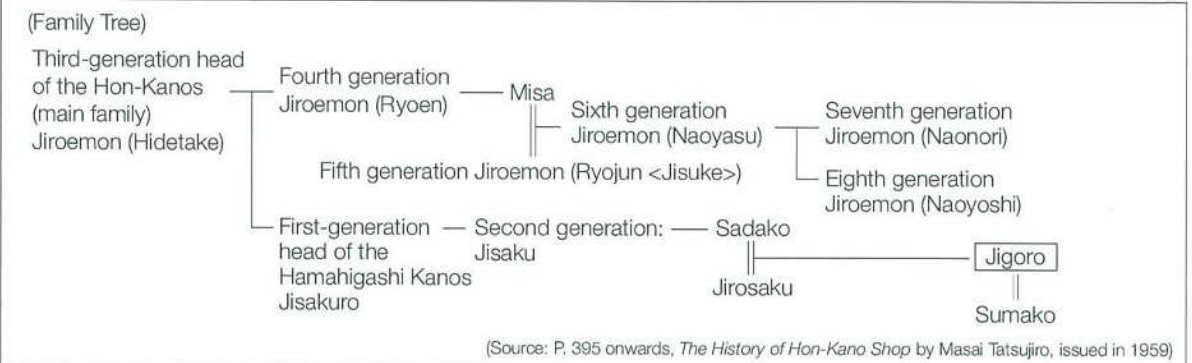 (Family Tree)
Third-generation head
of the Hon-Kanos
(main family)
Jiroemon (Hidetake)
Fourth generation
Jiroemon (Ryoen)
Misa
Sixth generation
Jiroemon (Naoyasu)
Seventh generation
Jiroemon (Naonori)
Fifth generation Jiroemon (Ryojun <Jisuke>)
Eighth generation
Jiroemon (Naoyoshi)
First-generation
head of the
Hamahigashi Kanos
Jisakuro
Second generation:
Jisaku
Sadako
Jirosaku
Jigoro
Sumako
(Source: P. 395 onwards, The History of Hon-Kano Shop by Masai Tatsujiro, issued in 1959)